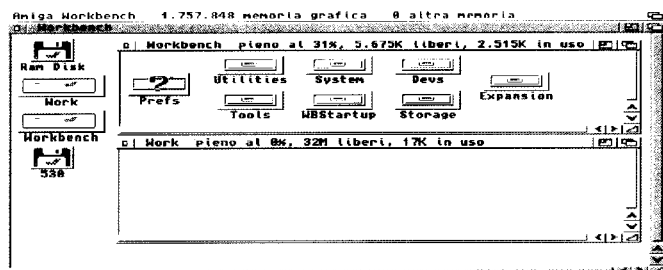 Amiga Workbench 1.757.848 memoria grafica 0 altra memoria
Workbench
Ram Disk
Work
Workbench
530
Workbench pieno al 31%, 5.675K liberi, 2.515K in uso
Prefs
Utilities System Devs
Expansion
Tools WBStartup Storage
Work pieno al 0%, 32M liberi, 17K in uso